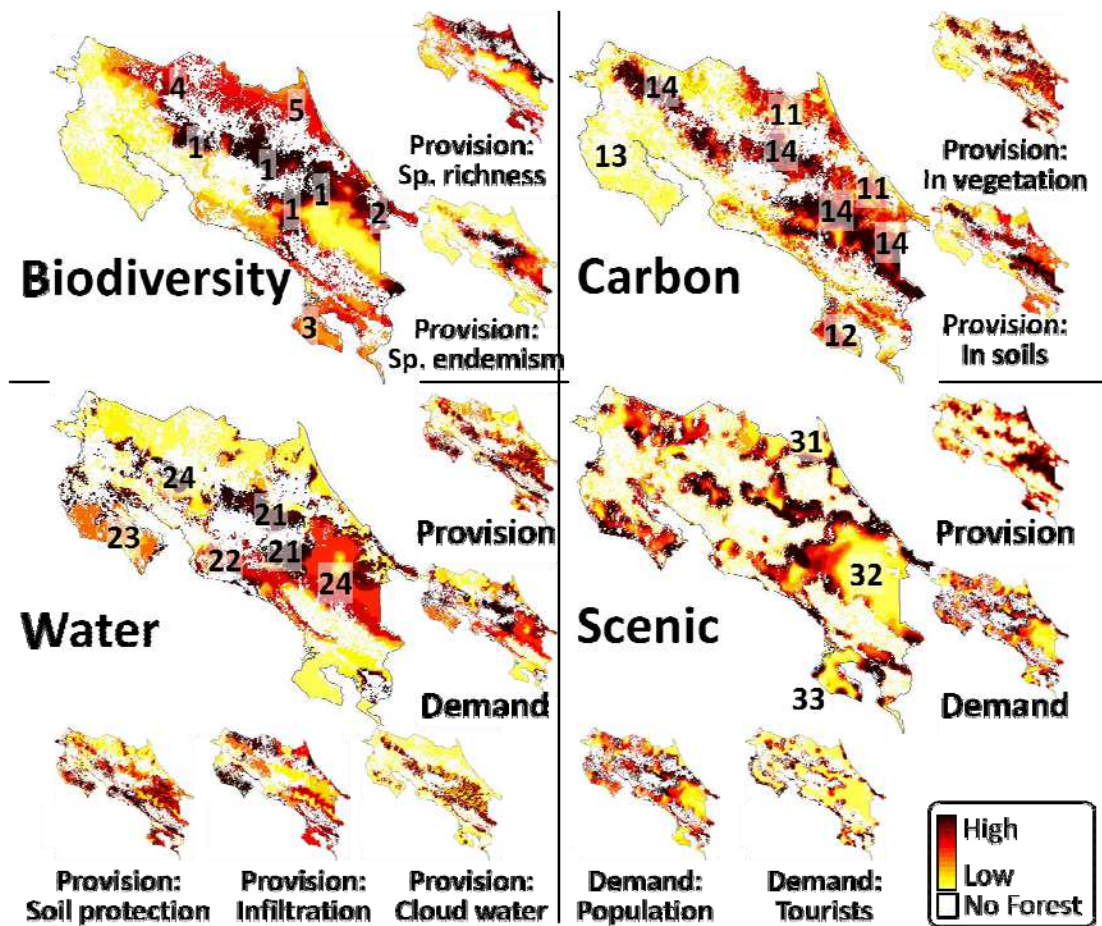 4
5
1
1
1
1
2
3
Biodiversity
Provision:
Sp. richness
Provision:
Sp. endemism
14
11
14
13
11
14
14
12
Carbon
Provision:
In vegetation
Provision:
In soils
24
21
23
22
21
24
Water
Provision
Demand
Provision:
Soil protection
Provision:
Infiltration
Provision:
Cloud water
31
32
33
Scenic
Provision
Demand
Demand:
Population
Demand:
Tourists
High
Low
No Forest